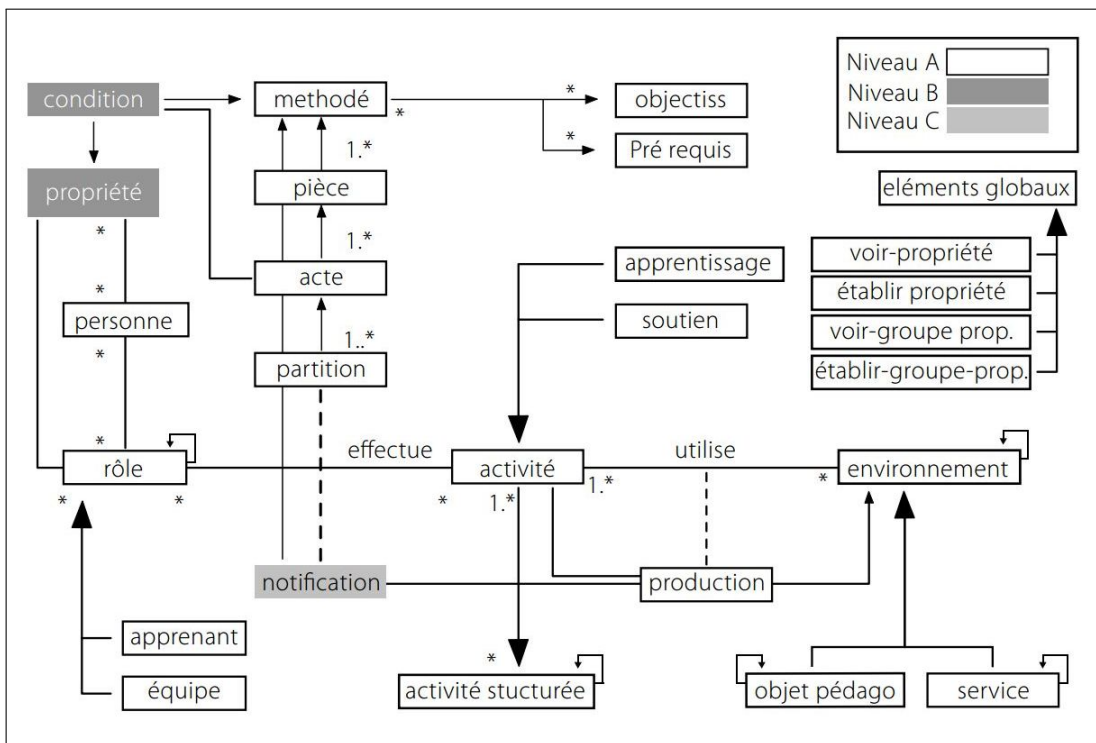 Niveau A
Niveau B
Niveau C
condition
methodé
*
*
objectiss
*
Pré requis
1.*
propriété
pièce
eléments globaux
*
1.*
voir-propriété
apprentissage
acte
établir propriété
*
personne
soutien
voir-groupe prop.
*
1..*
partition
établir-groupe-prop.
*
effectue
utilise
rôle
activité
environnement
*
*
*
1.*
1.*
*
notification
production
apprenant
*
équipe
activité stucturée
objet pédago
service